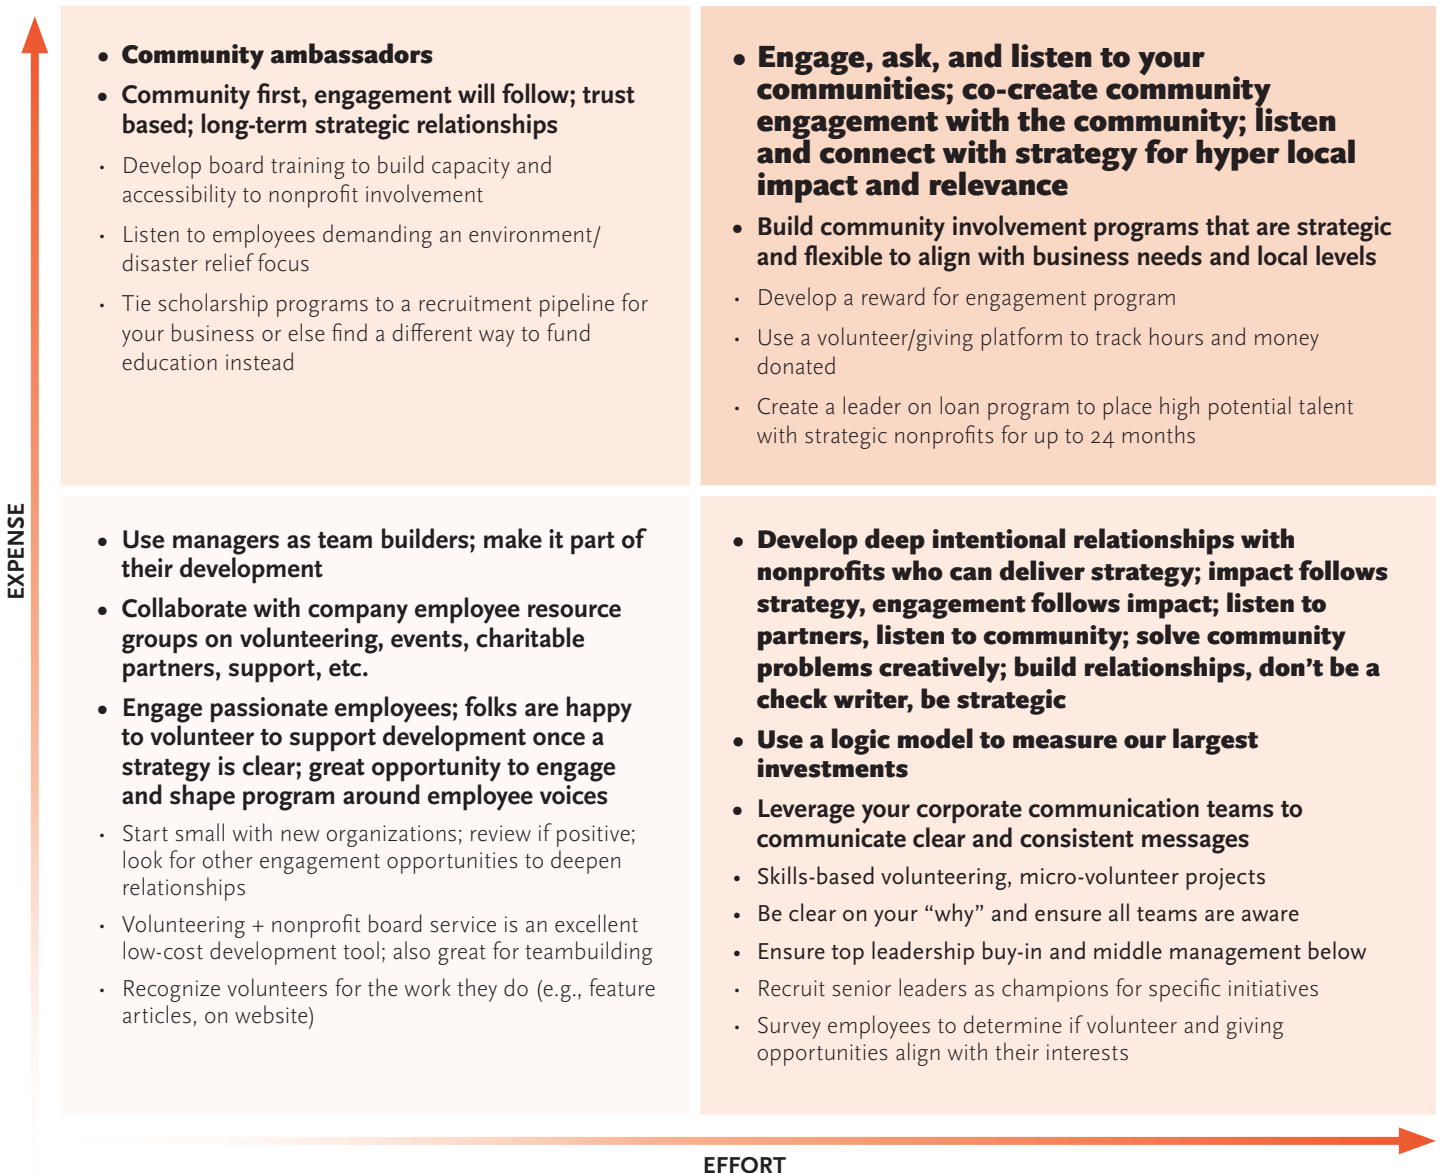 • Community ambassadors
• Community first, engagement will follow; trust
based; long-term strategic relationships
• Develop board training to build capacity and
accessibility to nonprofit involvement
• Listen to employees demanding an environment/
disaster relief focus
• Tie scholarship programs to a recruitment pipeline for
your business or else find a different way to fund
education instead
• Engage, ask, and listen to your
communities; co-create community
engagement with the community; listen
and connect with strategy for hyper local
impact and relevance
• Build community involvement programs that are strategic
and flexible to align with business needs and local levels
• Develop a reward for engagement program
• Use a volunteer/giving platform to track hours and money
donated
• Create a leader on loan program to place high potential talent
with strategic nonprofits for up to 24 months
EXPENSE
• Use managers as team builders; make it part of
their development
• Collaborate with company employee resource
groups on volunteering, events, charitable
partners, support, etc.
• Engage passionate employees; folks are happy
to volunteer to support development once a
strategy is clear; great opportunity to engage
and shape program around employee voices
• Start small with new organizations; review if positive;
look for other engagement opportunities to deepen
relationships
• Volunteering + nonprofit board service is an excellent
low-cost development tool; also great for teambuilding
• Recognize volunteers for the work they do (e.g., feature
articles, on website)
• Develop deep intentional relationships with
nonprofits who can deliver strategy; impact follows
strategy, engagement follows impact; listen to
partners, listen to community; solve community
problems creatively; build relationships, don’t be a
check writer, be strategic
• Use a logic model to measure our largest
investments
• Leverage your corporate communication teams to
communicate clear and consistent messages
• Skills-based volunteering, micro-volunteer projects
• Be clear on your “why” and ensure all teams are aware
• Ensure top leadership buy-in and middle management below
• Recruit senior leaders as champions for specific initiatives
• Survey employees to determine if volunteer and giving
opportunities align with their interests
EFFORT